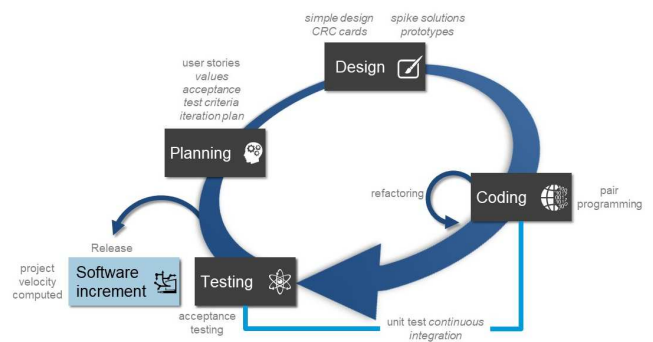 simple design
CRC cards
spike solutions
prototypes
Design
user stories
values
acceptance
test criteria
iteration plan
Planning
refactoring
Coding
pair
programming
Release
project
velocity
computed
Software
increment
Testing
acceptance
testing
unit test continuous
integration